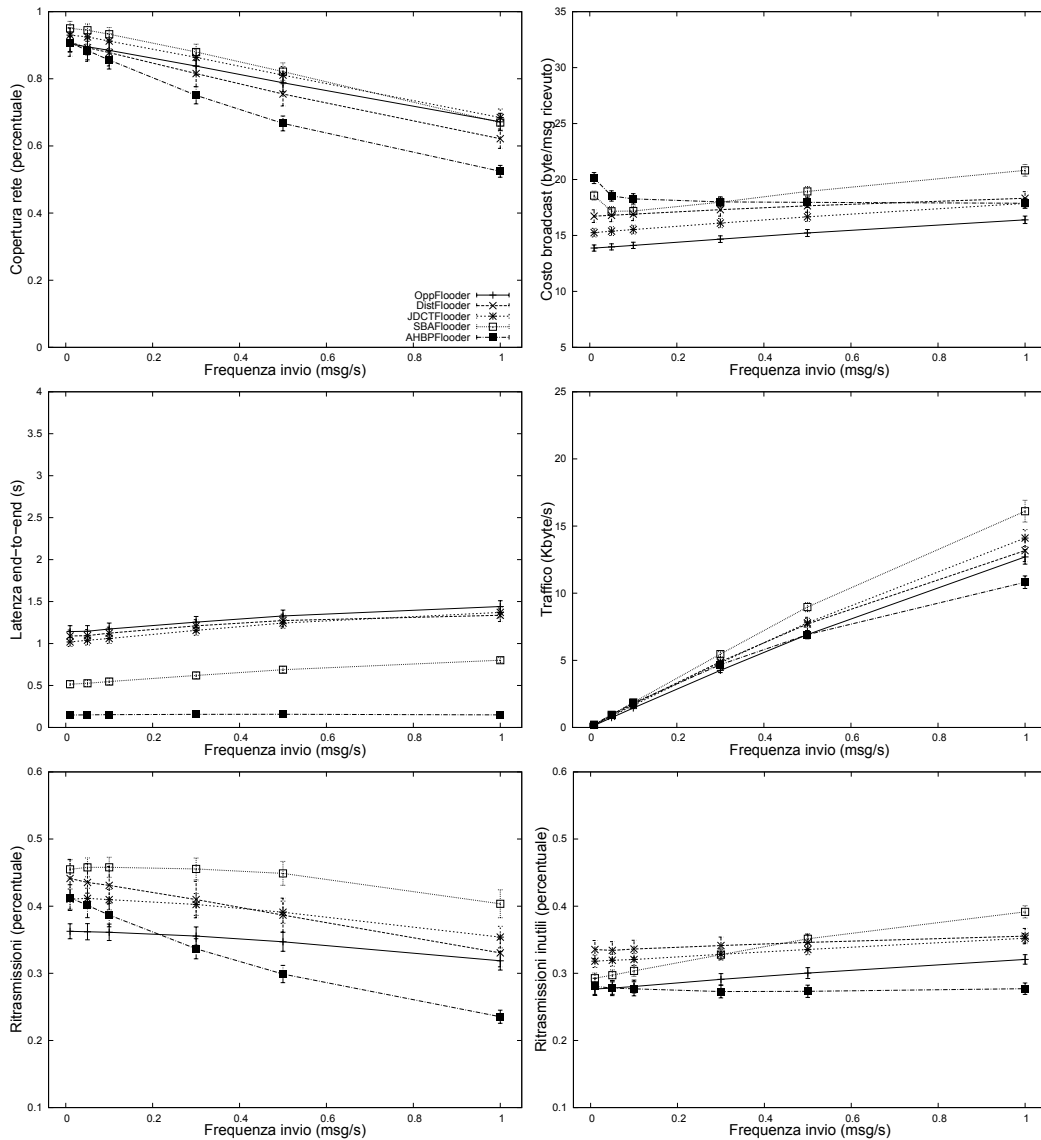 Copertura rete (percentuale)
1
0.8
0.6
0.4
0.2
0
OppFlooder
DistFlooder
JDCTFlooder
SBAFlooder
AHBPFlooder
0 0.2 0.4 0.6 0.8 1
Frequenza invio (msg/s)
Costo broadcast (byte/msg ricevuto)
35
30
25
20
15
10
5
0 0.2 0.4 0.6 0.8 1
Frequenza invio (msg/s)
Latenza end-to-end (s)
4
3.5
3
2.5
2
1.5
1
0.5
0
0 0.2 0.4 0.6 0.8 1
Frequenza invio (msg/s)
Traffico (Kbyte/s)
25
20
15
10
5
0
0 0.2 0.4 0.6 0.8 1
Frequenza invio (msg/s)
Ritrasmissioni (percentuale)
0.6
0.5
0.4
0.3
0.2
0.1
0 0.2 0.4 0.6 0.8 1
Frequenza invio (msg/s)
Ritrasmissioni inutili (percentuale)
0.6
0.5
0.4
0.3
0.2
0.1
0 0.2 0.4 0.6 0.8 1
Frequenza invio (msg/s)